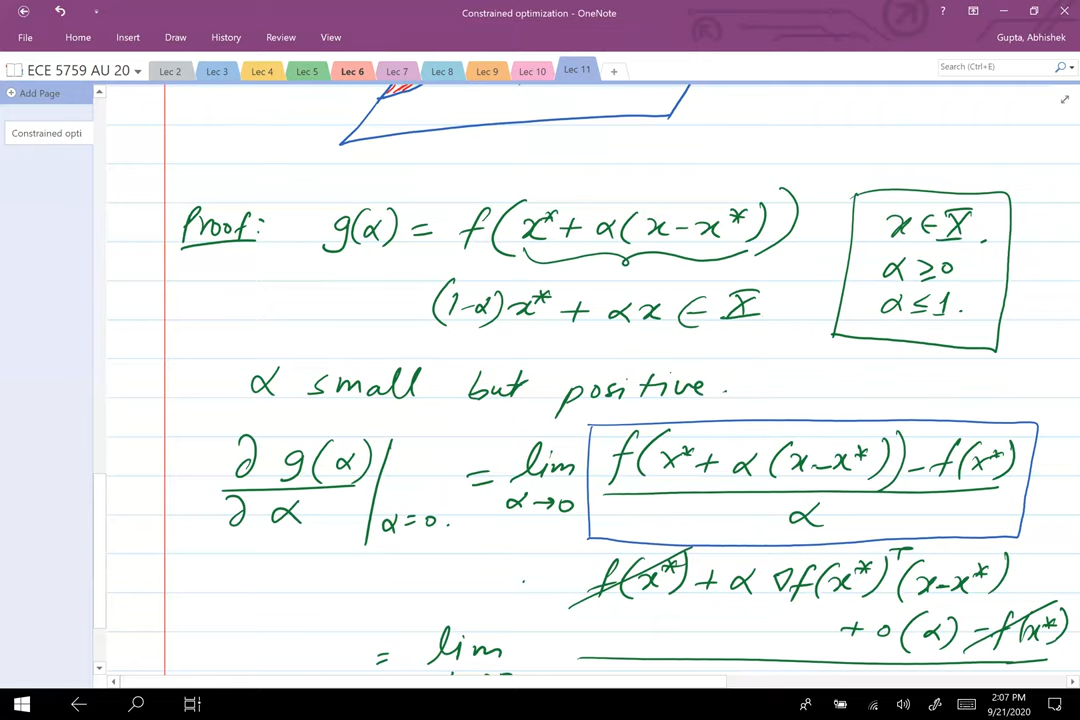 Constrained optimization - OneNote
?
File Home Insert Draw History Review View
Gupta, Abhishek
ECE 5759 AU 20 Lec 2 Lec 3 Lec 4 Lec 5 Lec 6 Lec 7 Lec 8 Lec 9 Lec 10 Lec 11 +
Search (Ctrl+E)
Add Page
Constrained opti
Proof: g(α) = f(x* + α(x-x*))
x ∈ X.
α ≥ 0
α ≤ 1.
(1-α)x* + αx ∈ X
α small but positive.
∂ g(α) / ∂ α | α=0. = lim α→0 f(x* + α(x-x*)) - f(x*) / α
f(x*) + α ∇f(x*)ᵀ(x-x*)
+ o(α) - f(x*)
= lim
2:07 PM
9/21/2020